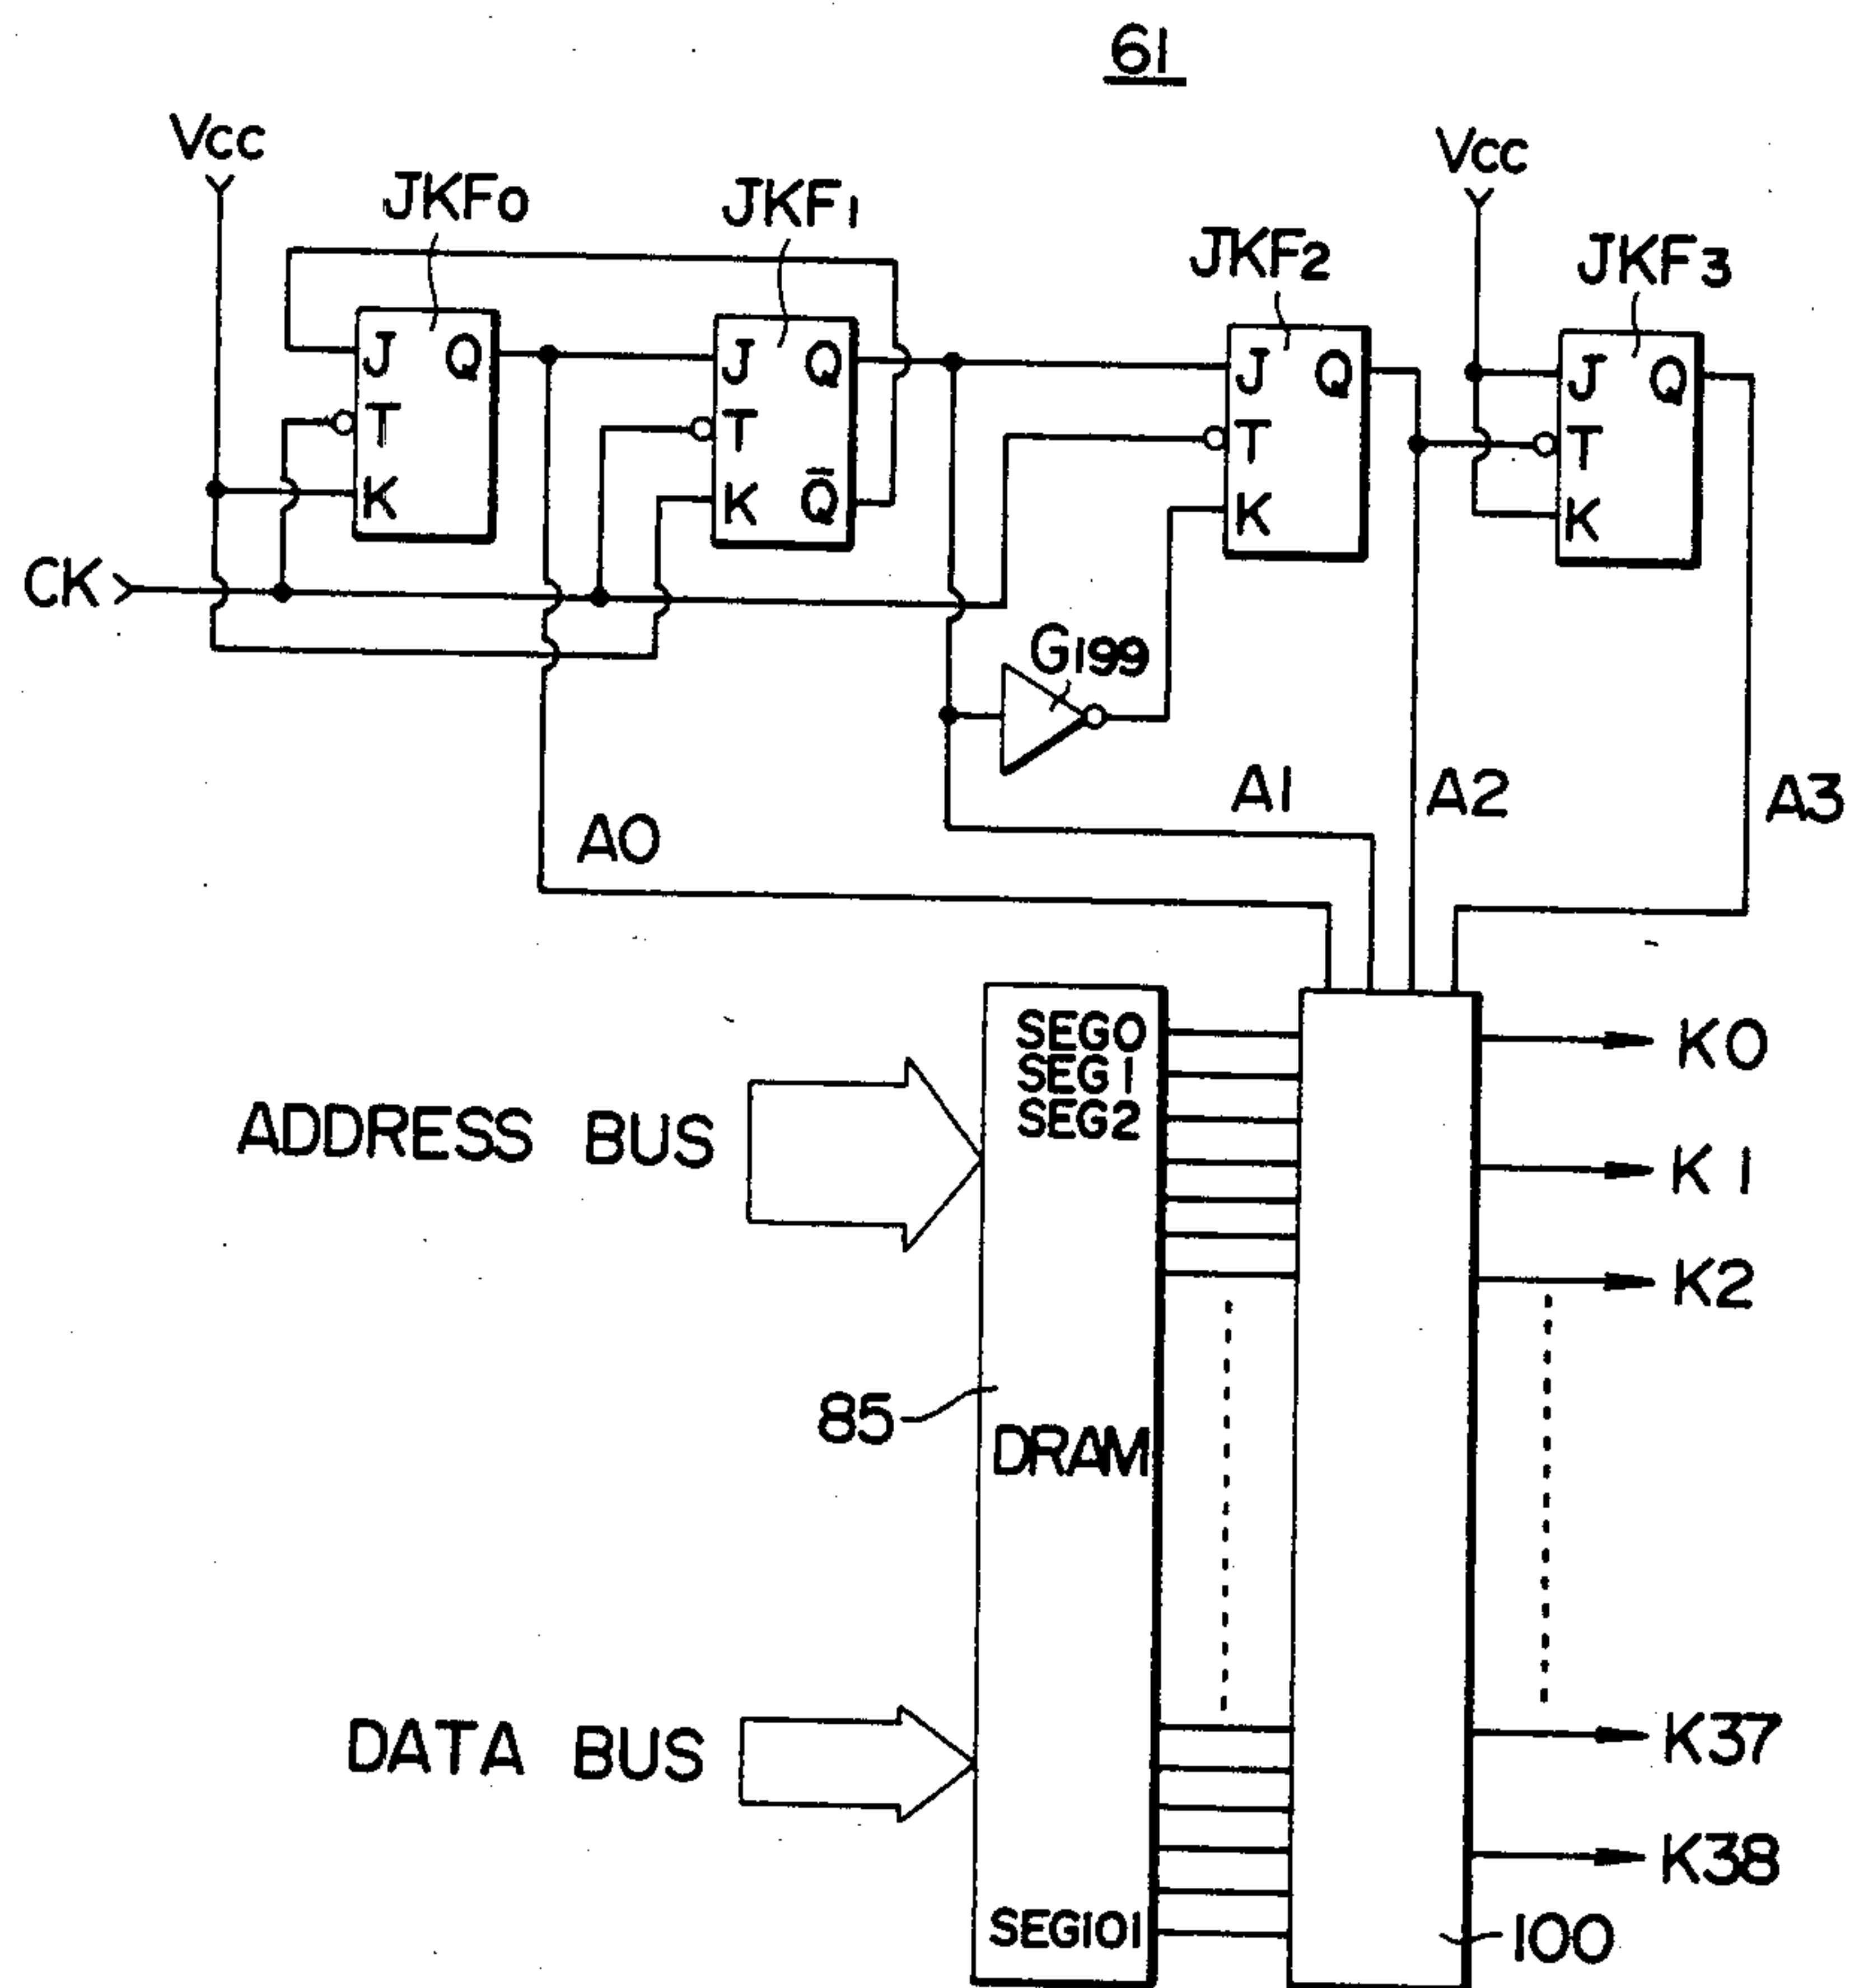 61
Vcc
Vcc
JKF0
JKF1
JKF2
JKF3
J Q
T
K
J Q
T
K Q̅
J Q
T
K
J Q
T
K
CK
G199
A0
A1
A2
A3
SEG0
SEG1
SEG2
K0
K1
K2
ADDRESS BUS
85
DRAM
DATA BUS
K37
K38
SEG101
100